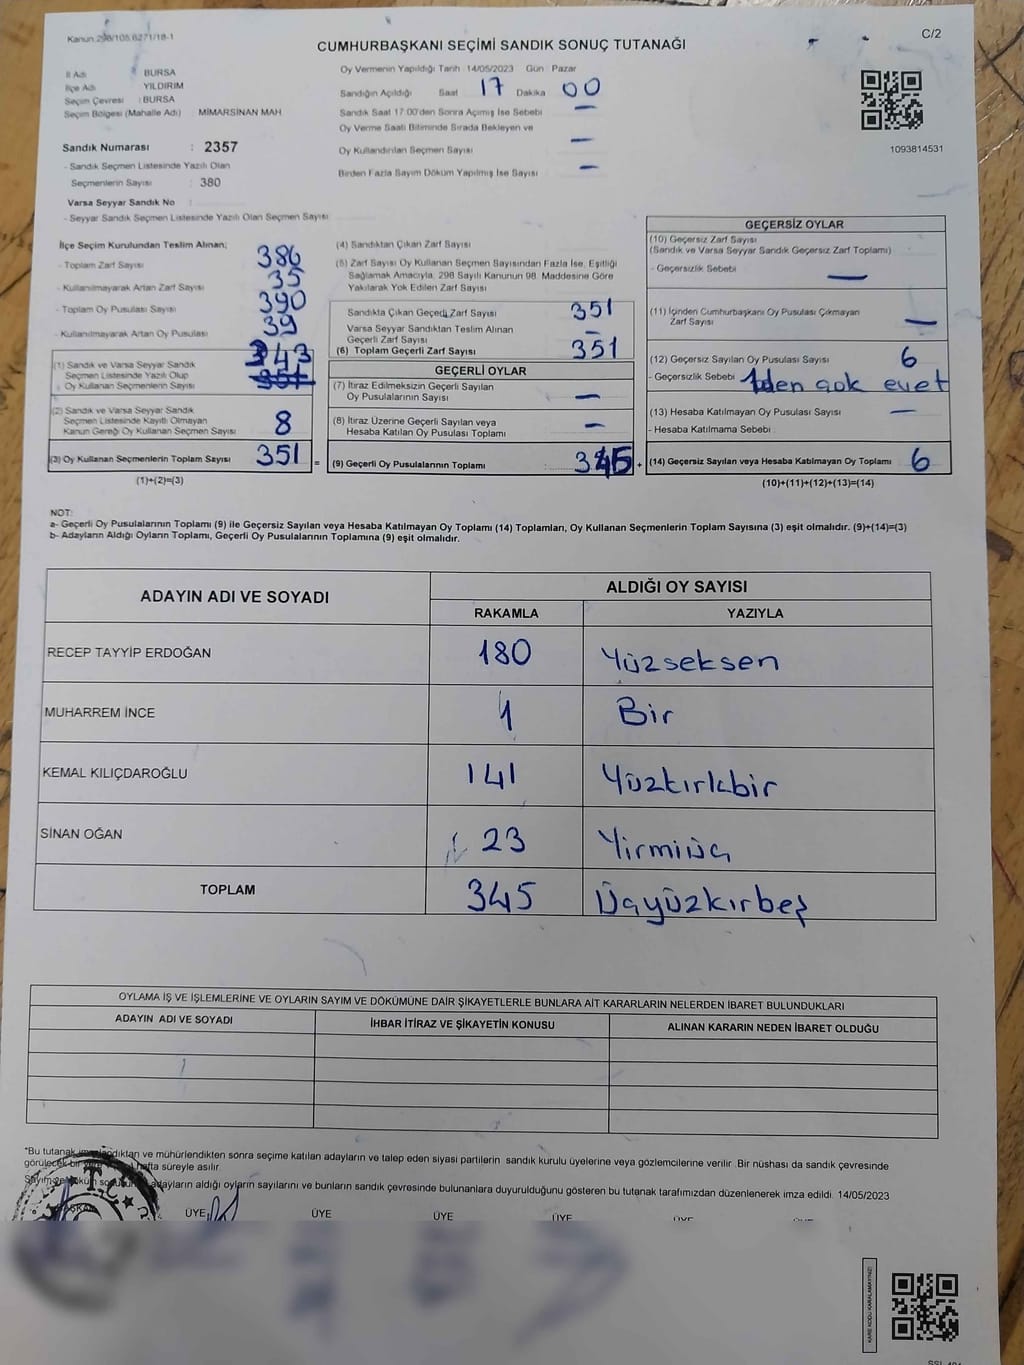 Kanun:298/105,6271/18-1
C/2
CUMHURBAŞKANI SEÇİMİ SANDIK SONUÇ TUTANAĞI
İl Adı BURSA
İlçe Adı YILDIRIM
Seçim Çevresi : BURSA
Seçim Bölgesi (Mahalle Adı) MİMARSİNAN MAH
Sandık Numarası : 2357
- Sandık Seçmen Listesinde Yazılı Olan
Seçmenlerin Sayısı : 380
Varsa Seyyar Sandık No :
- Seyyar Sandık Seçmen Listesinde Yazılı Olan Seçmen Sayısı
Oy Vermenin Yapıldığı Tarih 14/05/2023 Gün Pazar
Sandığın Açıldığı Saat 17 Dakika 00
Sandık Saat 17.00'den Sonra Açılmış İse Sebebi —
Oy Verme Saati Bitiminde Sırada Bekleyen ve
Oy Kullandırılan Seçmen Sayısı —
Birden Fazla Sayım Döküm Yapılmış İse Sayısı —
1093814531
İlçe Seçim Kurulundan Teslim Alınan;
- Toplam Zarf Sayısı 386
- Kullanılmayarak Artan Zarf Sayısı 35
- Toplam Oy Pusulası Sayısı 390
- Kullanılmayarak Artan Oy Pusulası 39
(1) Sandık ve Varsa Seyyar Sandık 343
Seçmen Listesinde Yazılı Olup
Oy Kullanan Seçmenlerin Sayısı
(2) Sandık ve Varsa Seyyar Sandık
Seçmen Listesinde Kayıtlı Olmayan 8
Kanun Gereği Oy Kullanan Seçmen Sayısı
(3) Oy Kullanan Seçmenlerin Toplam Sayısı 351 =
(1)+(2)=(3)
(4) Sandıktan Çıkan Zarf Sayısı
(5) Zarf Sayısı Oy Kullanan Seçmen Sayısından Fazla İse, Eşitliği
Sağlamak Amacıyla, 298 Sayılı Kanunun 98. Maddesine Göre
Yakılarak Yok Edilen Zarf Sayısı
Sandıkta Çıkan Geçerli Zarf Sayısı 351
Varsa Seyyar Sandıktan Teslim Alınan
Geçerli Zarf Sayısı —
(6) Toplam Geçerli Zarf Sayısı 351
GEÇERLİ OYLAR
(7) İtiraz Edilmeksizin Geçerli Sayılan
Oy Pusulalarının Sayısı —
(8) İtiraz Üzerine Geçerli Sayılan veya
Hesaba Katılan Oy Pusulası Toplamı —
(9) Geçerli Oy Pusulalarının Toplamı : 345 +
GEÇERSİZ OYLAR
(10) Geçersiz Zarf Sayısı
(Sandık ve Varsa Seyyar Sandık Geçersiz Zarf Toplamı)
- Geçersizlik Sebebi —
(11) İçinden Cumhurbaşkanı Oy Pusulası Çıkmayan
Zarf Sayısı —
(12) Geçersiz Sayılan Oy Pusulası Sayısı 6
- Geçersizlik Sebebi 1den çok evet
(13) Hesaba Katılmayan Oy Pusulası Sayısı —
- Hesaba Katılmama Sebebi
(14) Geçersiz Sayılan veya Hesaba Katılmayan Oy Toplamı 6
(10)+(11)+(12)+(13)=(14)
NOT:
a- Geçerli Oy Pusulalarının Toplamı (9) ile Geçersiz Sayılan veya Hesaba Katılmayan Oy Toplamı (14) Toplamları, Oy Kullanan Seçmenlerin Toplam Sayısına (3) eşit olmalıdır. (9)+(14)=(3)
b- Adayların Aldığı Oyların Toplamı, Geçerli Oy Pusulalarının Toplamına (9) eşit olmalıdır.
ADAYIN ADI VE SOYADI ALDIĞI OY SAYISI
RAKAMLA YAZIYLA
RECEP TAYYİP ERDOĞAN 180 Yüzseksen
MUHARREM İNCE 1 Bir
KEMAL KILIÇDAROĞLU 141 Yüzkırkbir
SİNAN OĞAN 23 Yirmiüç
TOPLAM 345 Üçyüzkırbeş
OYLAMA İŞ VE İŞLEMLERİNE VE OYLARIN SAYIM VE DÖKÜMÜNE DAİR ŞİKAYETLERLE BUNLARA AİT KARARLARIN NELERDEN İBARET BULUNDUKLARI
ADAYIN ADI VE SOYADI İHBAR İTİRAZ VE ŞİKAYETİN KONUSU ALINAN KARARIN NEDEN İBARET OLDUĞU
*Bu tutanak ve mühürlendikten sonra seçime katılan adayların ve talep eden siyasi partilerin sandık kurulu üyelerine veya gözlemcilerine verilir. Bir nüshası da sandık çevresinde
görülecek bir hafta süreyle asılır.
adayların aldığı oyların sayılarını ve bunların sandık çevresinde bulunanlara duyurulduğunu gösteren bu tutanak tarafımızdan düzenlenerek imza edildi. 14/05/2023
BAŞKAN ÜYE ÜYE ÜYE ÜYE ÜYE ÜYE
T.C.
KARE KODU KARALAMAYINIZ!